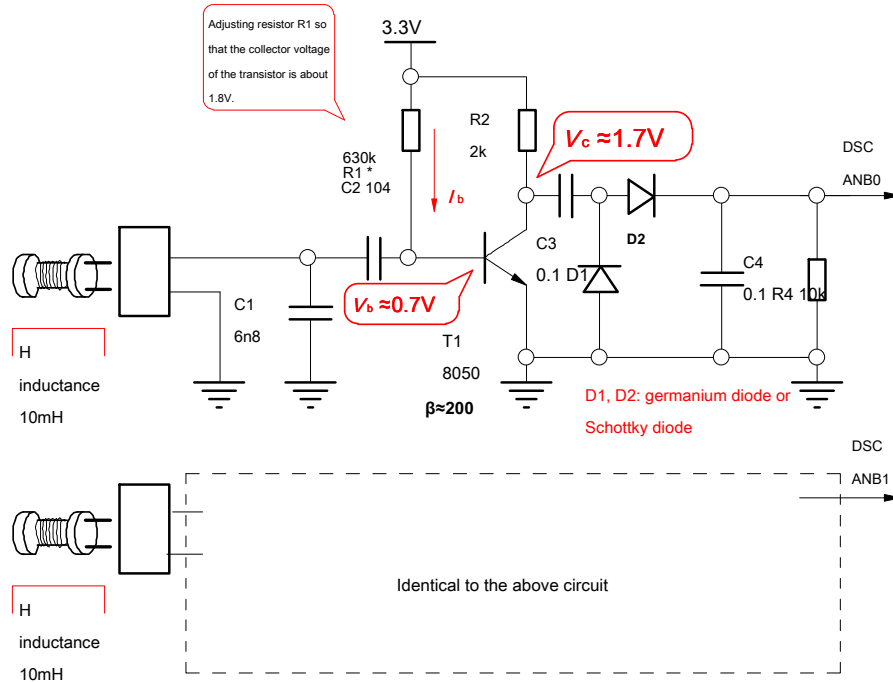 Adjusting resistor R1 so
that the collector voltage
of the transistor is about
1.8V.
3.3V
630k
R1 *
C2 104
I b
R2
2k
Vc ≈1.7V
DSC
ANB0
D2
C3
0.1 D1
C4
0.1 R4 10k
C1
6n8
Vb ≈0.7V
T1
8050
β≈200
H
inductance
10mH
D1, D2: germanium diode or
Schottky diode
DSC
ANB1
Identical to the above circuit
H
inductance
10mH